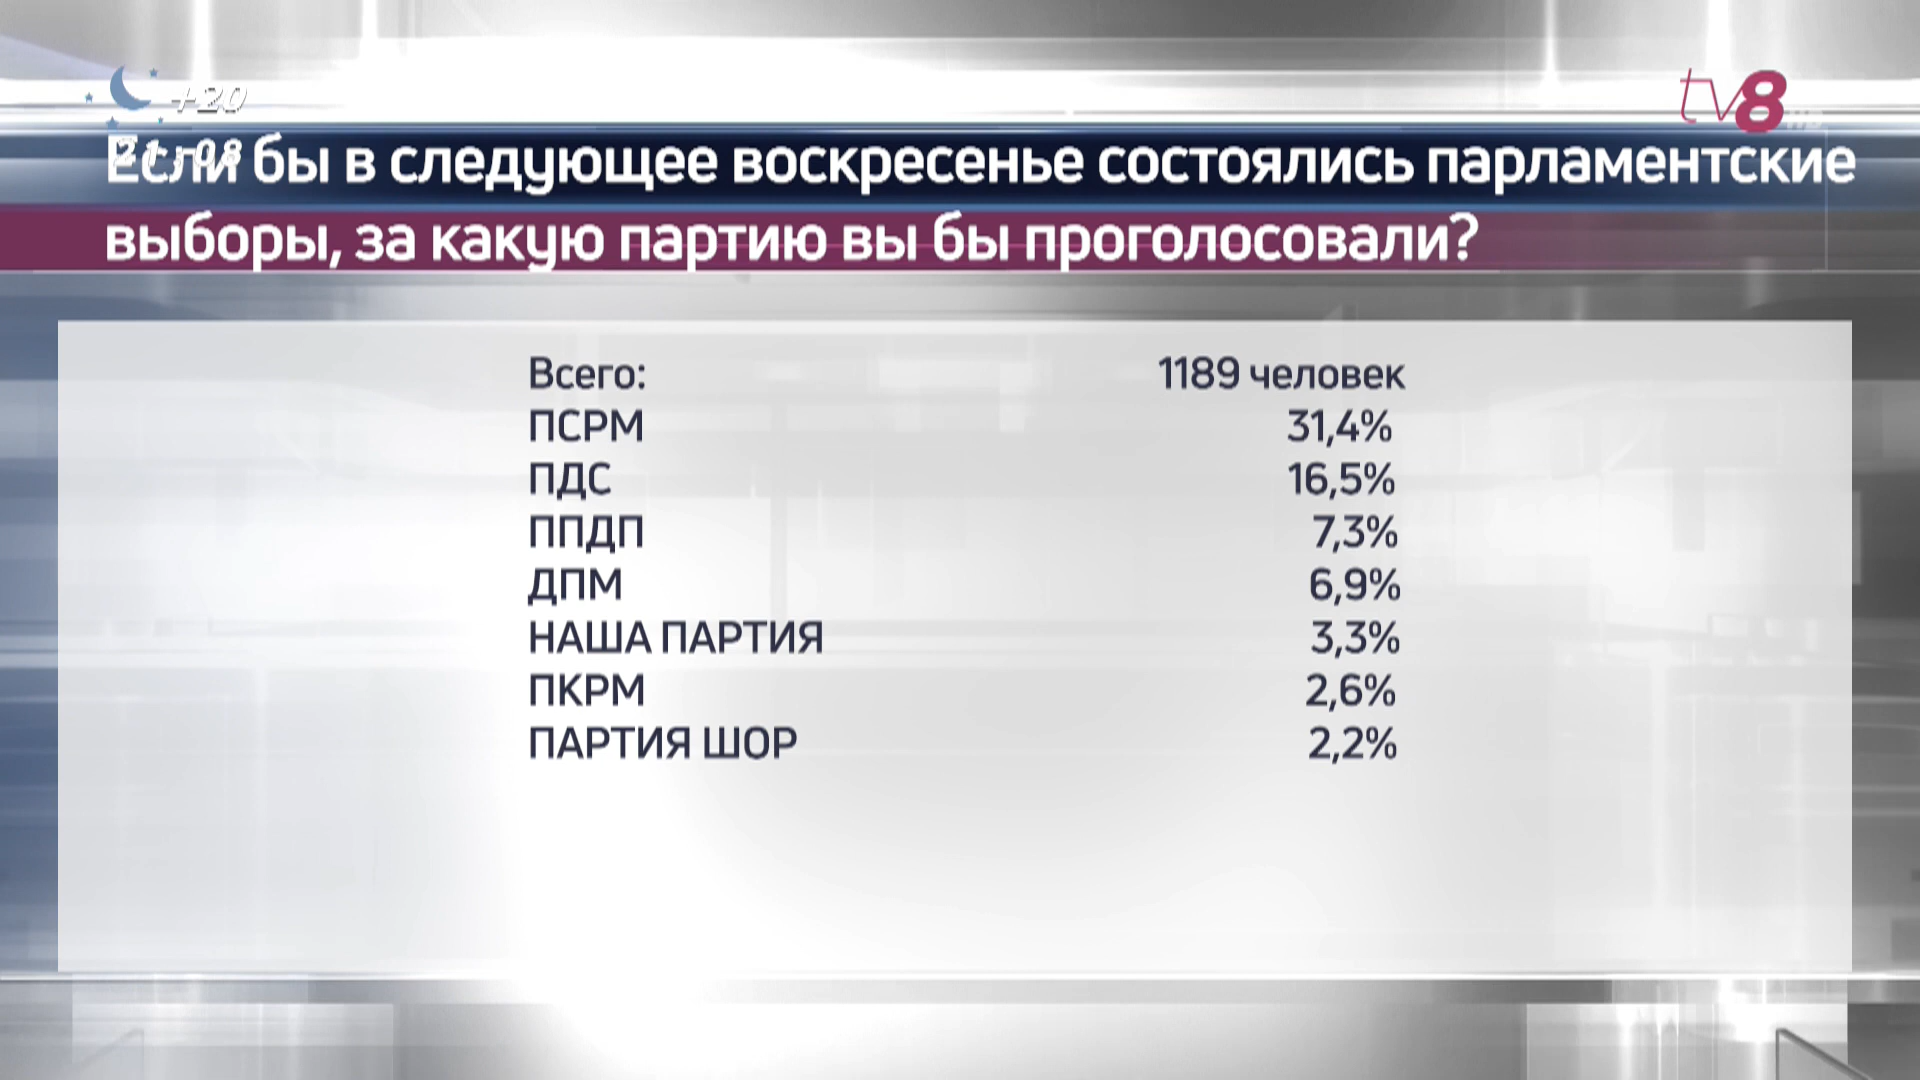 +20
tv8
21:08
Если бы в следующее воскресенье состоялись парламентские
выборы, за какую партию вы бы проголосовали?
Всего: 1189 человек
ПСРМ 31,4%
ПДС 16,5%
ППДП 7,3%
ДПМ 6,9%
НАША ПАРТИЯ 3,3%
ПКРМ 2,6%
ПАРТИЯ ШОР 2,2%